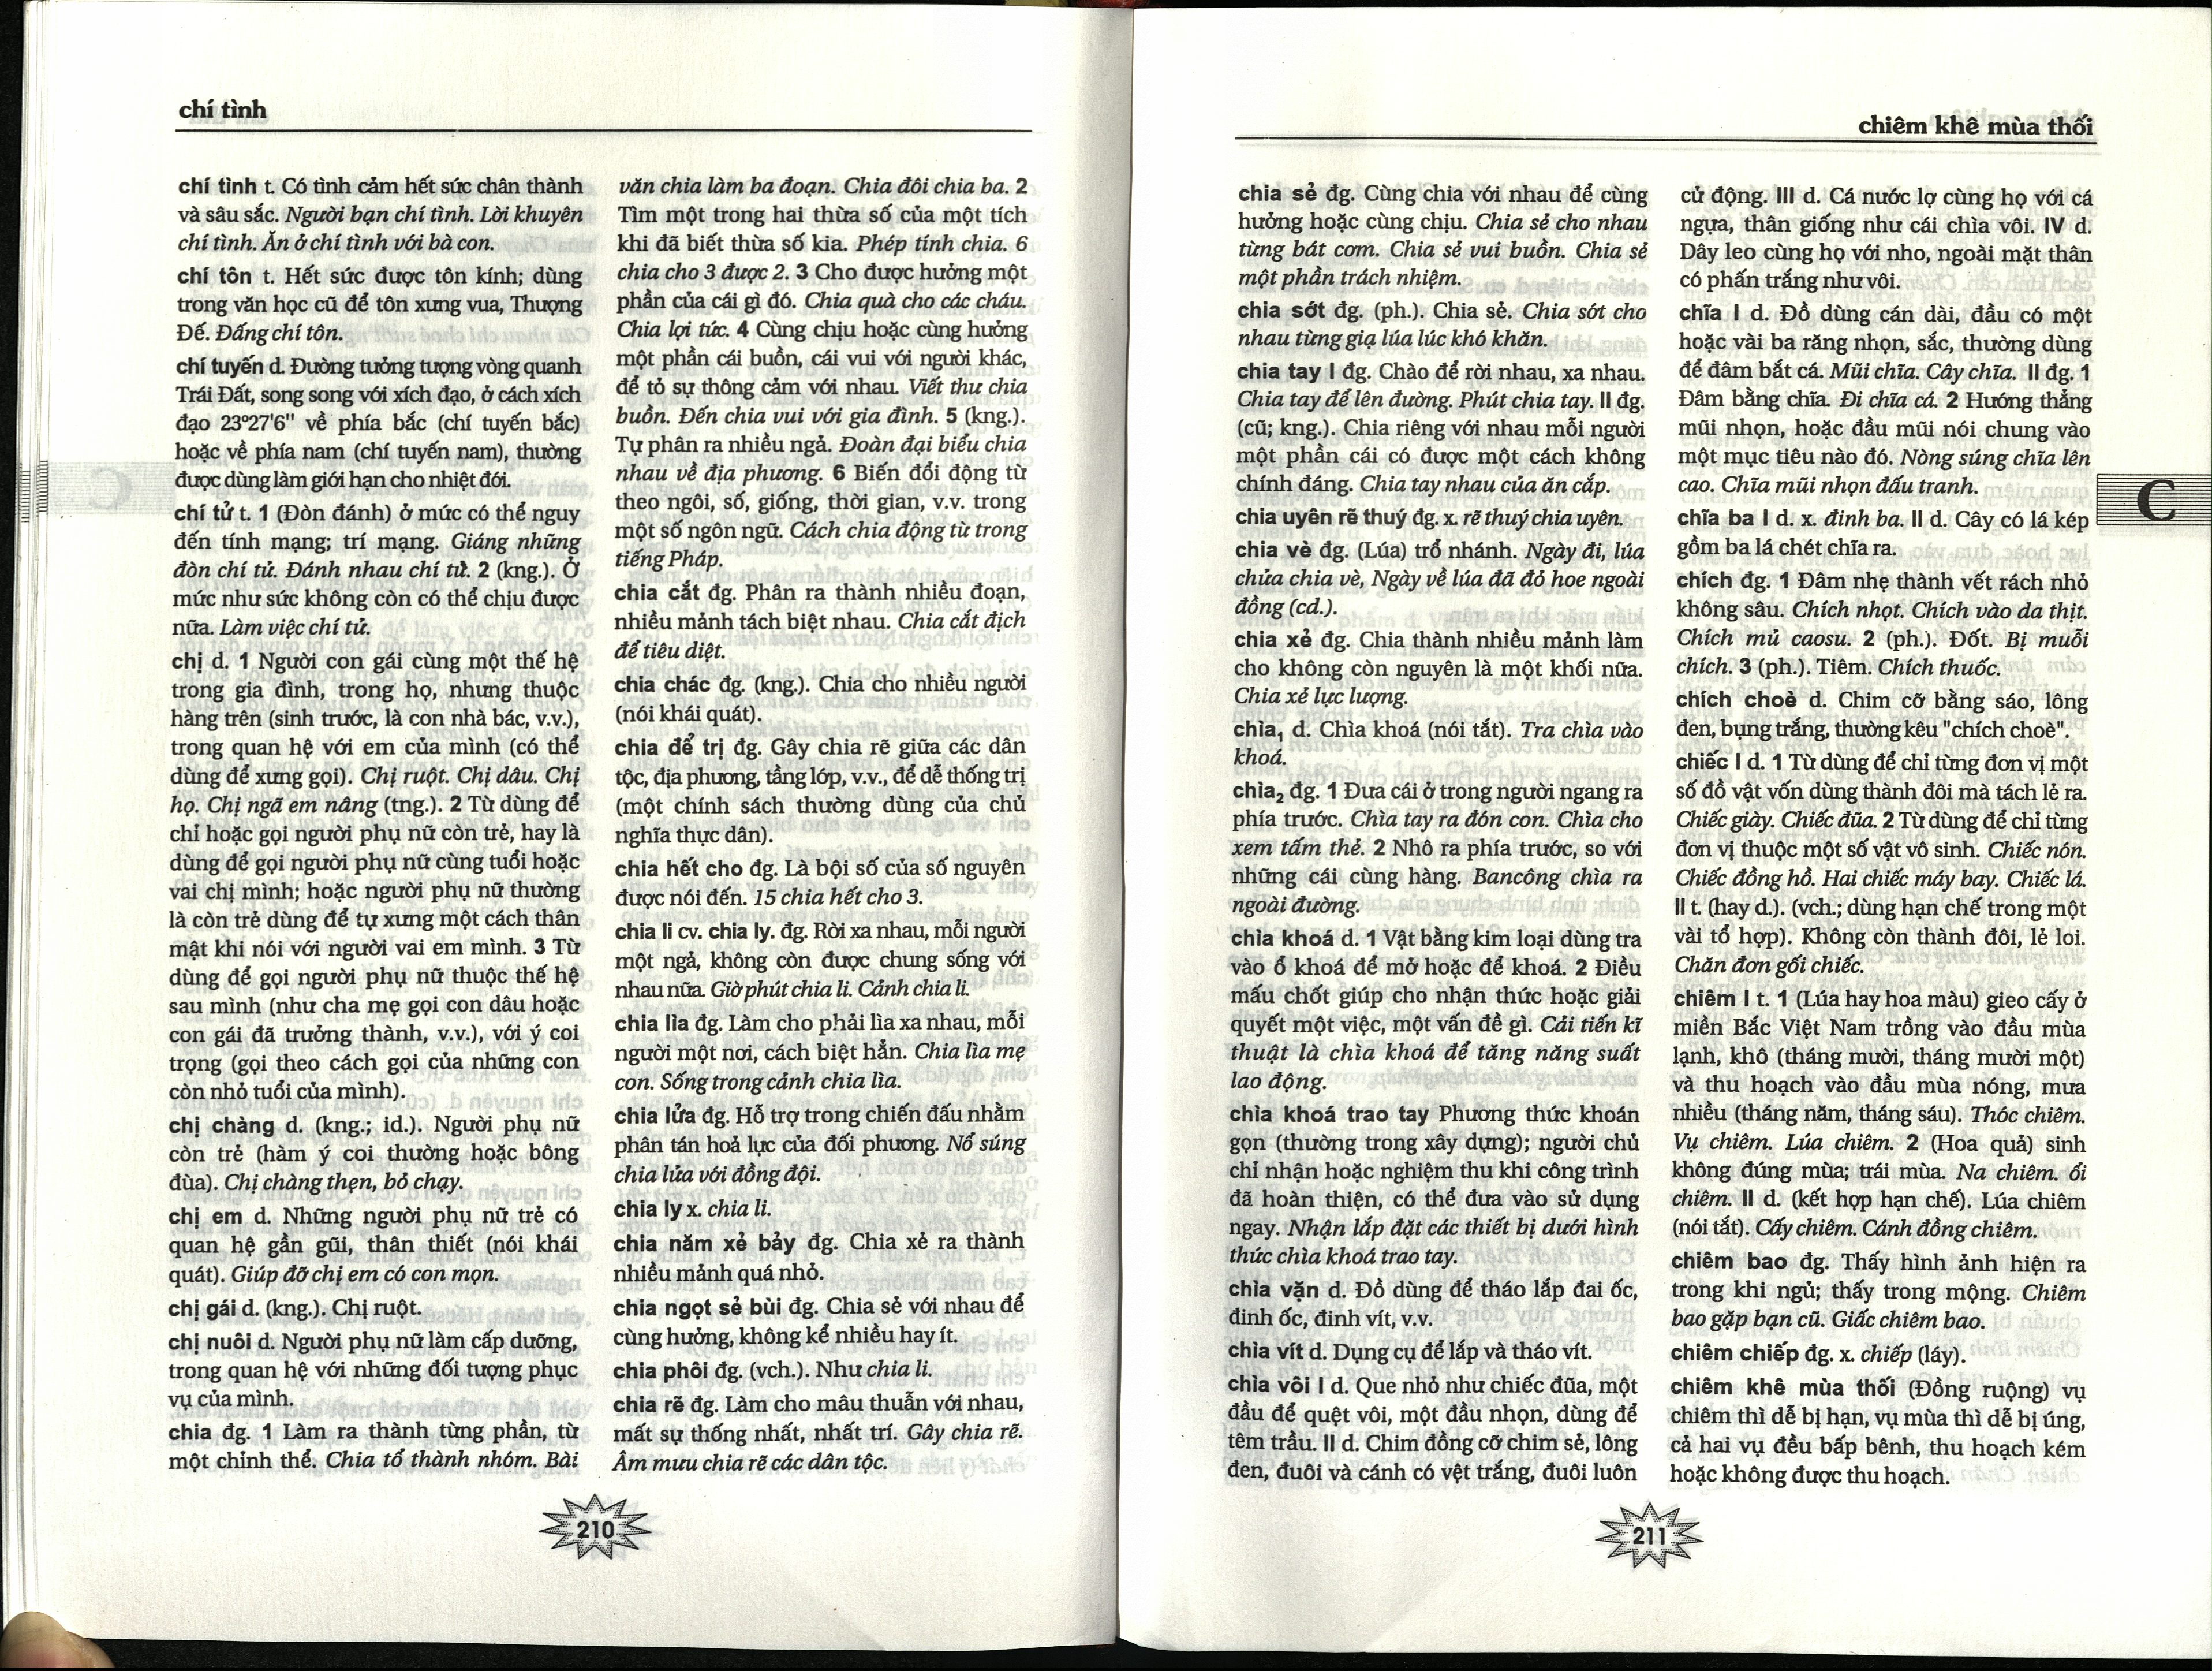 chí tình
chí tình t. Có tình cảm hết sức chân thành
và sâu sắc. Người bạn chí tình. Lời khuyên
chí tình. Ăn ở chí tình với bà con.
chí tôn t. Hết sức được tôn kính; dùng
trong văn học cũ để tôn xưng vua, Thượng
Đế. Đấng chí tôn.
chí tuyến d. Đường tưởng tượng vòng quanh
Trái Đất, song song với xích đạo, ở cách xích
đạo 23°27'6" về phía bắc (chí tuyến bắc)
hoặc về phía nam (chí tuyến nam), thường
được dùng làm giới hạn cho nhiệt đới.
chí tử t. 1 (Đòn đánh) ở mức có thể nguy
đến tính mạng; trí mạng. Giáng những
đòn chí tử. Đánh nhau chí tử. 2 (kng.). Ở
mức như sức không còn có thể chịu được
nữa. Làm việc chí tử.
chị d. 1 Người con gái cùng một thế hệ
trong gia đình, trong họ, nhưng thuộc
hàng trên (sinh trước, là con nhà bác, v.v.),
trong quan hệ với em của mình (có thể
dùng để xưng gọi). Chị ruột. Chị dâu. Chị
họ. Chị ngã em nâng (tng.). 2 Từ dùng để
chỉ hoặc gọi người phụ nữ còn trẻ, hay là
dùng để gọi người phụ nữ cùng tuổi hoặc
vai chị mình; hoặc người phụ nữ thường
là còn trẻ dùng để tự xưng một cách thân
mật khi nói với người vai em mình. 3 Từ
dùng để gọi người phụ nữ thuộc thế hệ
sau mình (như cha mẹ gọi con dâu hoặc
con gái đã trưởng thành, v.v.), với ý coi
trọng (gọi theo cách gọi của những con
còn nhỏ tuổi của mình).
chị chàng d. (kng.; id.). Người phụ nữ
còn trẻ (hàm ý coi thường hoặc bông
đùa). Chị chàng thẹn, bỏ chạy.
chị em d. Những người phụ nữ trẻ có
quan hệ gần gũi, thân thiết (nói khái
quát). Giúp đỡ chị em có con mọn.
chị gái d. (kng.). Chị ruột.
chị nuôi d. Người phụ nữ làm cấp dưỡng,
trong quan hệ với những đối tượng phục
vụ của mình.
chia đg. 1 Làm ra thành từng phần, từ
một chỉnh thể. Chia tổ thành nhóm. Bài
văn chia làm ba đoạn. Chia đôi chia ba. 2
Tìm một trong hai thừa số của một tích
khi đã biết thừa số kia. Phép tính chia. 6
chia cho 3 được 2. 3 Cho được hưởng một
phần của cái gì đó. Chia quà cho các cháu.
Chia lợi tức. 4 Cùng chịu hoặc cùng hưởng
một phần cái buồn, cái vui với người khác,
để tỏ sự thông cảm với nhau. Viết thư chia
buồn. Đến chia vui với gia đình. 5 (kng.).
Tự phân ra nhiều ngả. Đoàn đại biểu chia
nhau về địa phương. 6 Biến đổi động từ
theo ngôi, số, giống, thời gian, v.v. trong
một số ngôn ngữ. Cách chia động từ trong
tiếng Pháp.
chia cắt đg. Phân ra thành nhiều đoạn,
nhiều mảnh tách biệt nhau. Chia cắt địch
để tiêu diệt.
chia chác đg. (kng.). Chia cho nhiều người
(nói khái quát).
chia để trị đg. Gây chia rẽ giữa các dân
tộc, địa phương, tầng lớp, v.v., để dễ thống trị
(một chính sách thường dùng của chủ
nghĩa thực dân).
chia hết cho đg. Là bội số của số nguyên
được nói đến. 15 chia hết cho 3.
chia li cv. chia ly. đg. Rời xa nhau, mỗi người
một ngả, không còn được chung sống với
nhau nữa. Giờ phút chia li. Cảnh chia li.
chia lìa đg. Làm cho phải lìa xa nhau, mỗi
người một nơi, cách biệt hẳn. Chia lìa mẹ
con. Sống trong cảnh chia lìa.
chia lửa đg. Hỗ trợ trong chiến đấu nhằm
phân tán hoả lực của đối phương. Nổ súng
chia lửa với đồng đội.
chia ly x. chia li.
chia năm xẻ bảy đg. Chia xẻ ra thành
nhiều mảnh quá nhỏ.
chia ngọt sẻ bùi đg. Chia sẻ với nhau để
cùng hưởng, không kể nhiều hay ít.
chia phôi đg. (vch.). Như chia li.
chia rẽ đg. Làm cho mâu thuẫn với nhau,
mất sự thống nhất, nhất trí. Gây chia rẽ.
Âm mưu chia rẽ các dân tộc.
210
chiêm khê mùa thối
chia sẻ đg. Cùng chia với nhau để cùng
hưởng hoặc cùng chịu. Chia sẻ cho nhau
từng bát cơm. Chia sẻ vui buồn. Chia sẻ
một phần trách nhiệm.
chia sớt đg. (ph.). Chia sẻ. Chia sớt cho
nhau từng giạ lúa lúc khó khăn.
chia tay I đg. Chào để rời nhau, xa nhau.
Chia tay để lên đường. Phút chia tay. II đg.
(cũ; kng.). Chia riêng với nhau mỗi người
một phần cái có được một cách không
chính đáng. Chia tay nhau của ăn cắp.
chia uyên rẽ thuý đg. x. rẽ thuý chia uyên.
chia vè đg. (Lúa) trổ nhánh. Ngày đi, lúa
chửa chia vè, Ngày về lúa đã đỏ hoe ngoài
đồng (cd.).
chia xẻ đg. Chia thành nhiều mảnh làm
cho không còn nguyên là một khối nữa.
Chia xẻ lực lượng.
chìa₁ d. Chìa khoá (nói tắt). Tra chìa vào
khoá.
chìa₂ đg. 1 Đưa cái ở trong người ngang ra
phía trước. Chìa tay ra đón con. Chìa cho
xem tấm thẻ. 2 Nhô ra phía trước, so với
những cái cùng hàng. Bancông chìa ra
ngoài đường.
chìa khoá d. 1 Vật bằng kim loại dùng tra
vào ổ khoá để mở hoặc để khoá. 2 Điều
mấu chốt giúp cho nhận thức hoặc giải
quyết một việc, một vấn đề gì. Cải tiến kĩ
thuật là chìa khoá để tăng năng suất
lao động.
chìa khoá trao tay Phương thức khoán
gọn (thường trong xây dựng); người chủ
chỉ nhận hoặc nghiệm thu khi công trình
đã hoàn thiện, có thể đưa vào sử dụng
ngay. Nhận lắp đặt các thiết bị dưới hình
thức chìa khoá trao tay.
chìa vặn d. Đồ dùng để tháo lắp đai ốc,
đinh ốc, đinh vít, v.v.
chìa vít d. Dụng cụ để lắp và tháo vít.
chìa vôi I d. Que nhỏ như chiếc đũa, một
đầu để quệt vôi, một đầu nhọn, dùng để
têm trầu. II d. Chim đồng cỡ chim sẻ, lông
đen, đuôi và cánh có vệt trắng, đuôi luôn
cử động. III d. Cá nước lợ cùng họ với cá
ngựa, thân giống như cái chìa vôi. IV d.
Dây leo cùng họ với nho, ngoài mặt thân
có phấn trắng như vôi.
chĩa I d. Đồ dùng cán dài, đầu có một
hoặc vài ba răng nhọn, sắc, thường dùng
để đâm bắt cá. Mũi chĩa. Cây chĩa. II đg. 1
Đâm bằng chĩa. Đi chĩa cá. 2 Hướng thẳng
mũi nhọn, hoặc đầu mũi nói chung vào
một mục tiêu nào đó. Nòng súng chĩa lên
cao. Chĩa mũi nhọn đấu tranh.
chĩa ba I d. x. đinh ba. II d. Cây có lá kép
gồm ba lá chét chĩa ra.
chích đg. 1 Đâm nhẹ thành vết rách nhỏ
không sâu. Chích nhọt. Chích vào da thịt.
Chích mủ caosu. 2 (ph.). Đốt. Bị muỗi
chích. 3 (ph.). Tiêm. Chích thuốc.
chích choè d. Chim cỡ bằng sáo, lông
đen, bụng trắng, thường kêu "chích choè".
chiếc I d. 1 Từ dùng để chỉ từng đơn vị một
số đồ vật vốn dùng thành đôi mà tách lẻ ra.
Chiếc giày. Chiếc đũa. 2 Từ dùng để chỉ từng
đơn vị thuộc một số vật vô sinh. Chiếc nón.
Chiếc đồng hồ. Hai chiếc máy bay. Chiếc lá.
II t. (hay d.). (vch.; dùng hạn chế trong một
vài tổ hợp). Không còn thành đôi, lẻ loi.
Chăn đơn gối chiếc.
chiêm I t. 1 (Lúa hay hoa màu) gieo cấy ở
miền Bắc Việt Nam trồng vào đầu mùa
lạnh, khô (tháng mười, tháng mười một)
và thu hoạch vào đầu mùa nóng, mưa
nhiều (tháng năm, tháng sáu). Thóc chiêm.
Vụ chiêm. Lúa chiêm. 2 (Hoa quả) sinh
không đúng mùa; trái mùa. Na chiêm. ổi
chiêm. II d. (kết hợp hạn chế). Lúa chiêm
(nói tắt). Cấy chiêm. Cánh đồng chiêm.
chiêm bao đg. Thấy hình ảnh hiện ra
trong khi ngủ; thấy trong mộng. Chiêm
bao gặp bạn cũ. Giấc chiêm bao.
chiêm chiếp đg. x. chiếp (láy).
chiêm khê mùa thối (Đồng ruộng) vụ
chiêm thì dễ bị hạn, vụ mùa thì dễ bị úng,
cả hai vụ đều bấp bênh, thu hoạch kém
hoặc không được thu hoạch.
C
211